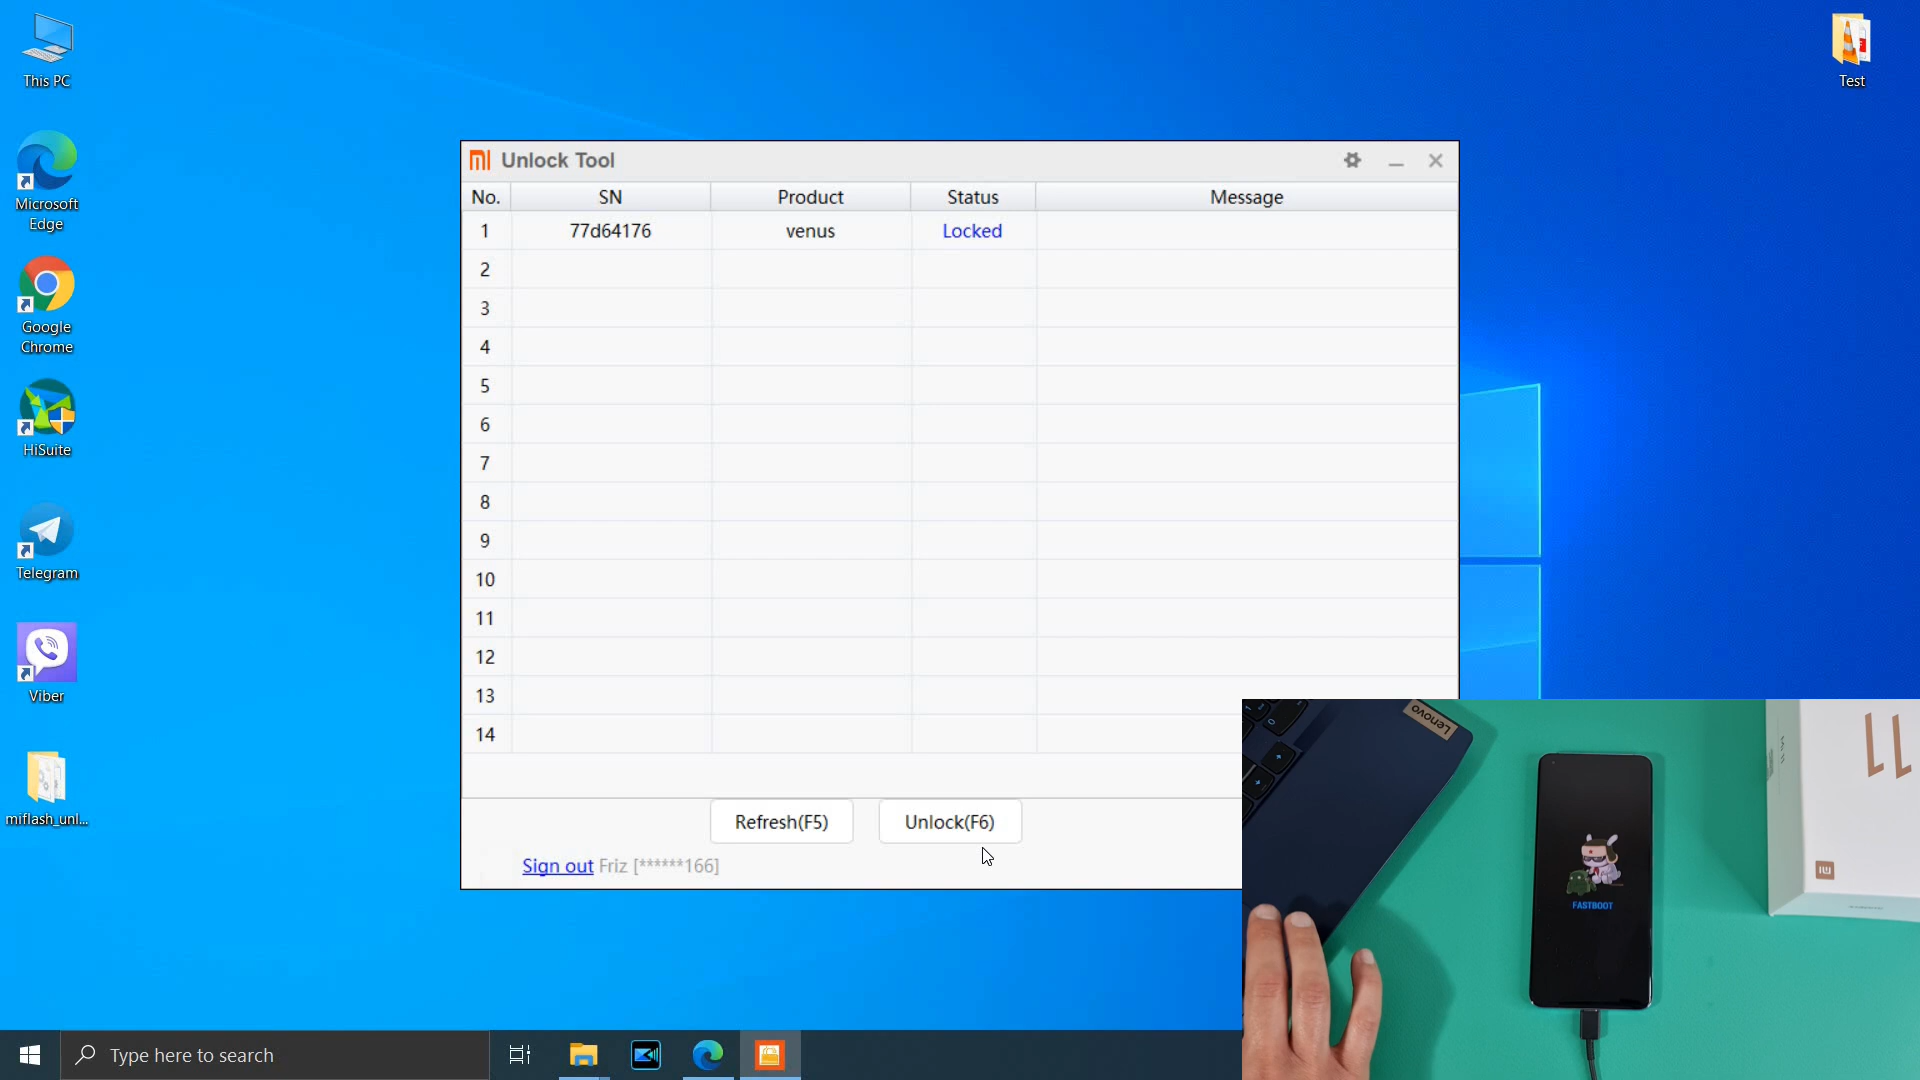 This PC
Microsoft
Edge
Google
Chrome
HiSuite
Telegram
Viber
miflash_unl...
Test
Unlock Tool
No. SN Product Status Message
1 77d64176 venus Locked
2
3
4
5
6
7
8
9
10
11
12
13
14
Refresh(F5) Unlock(F6)
Sign out Friz [******166]
Type here to search
Lenovo
FASTBOOT
11